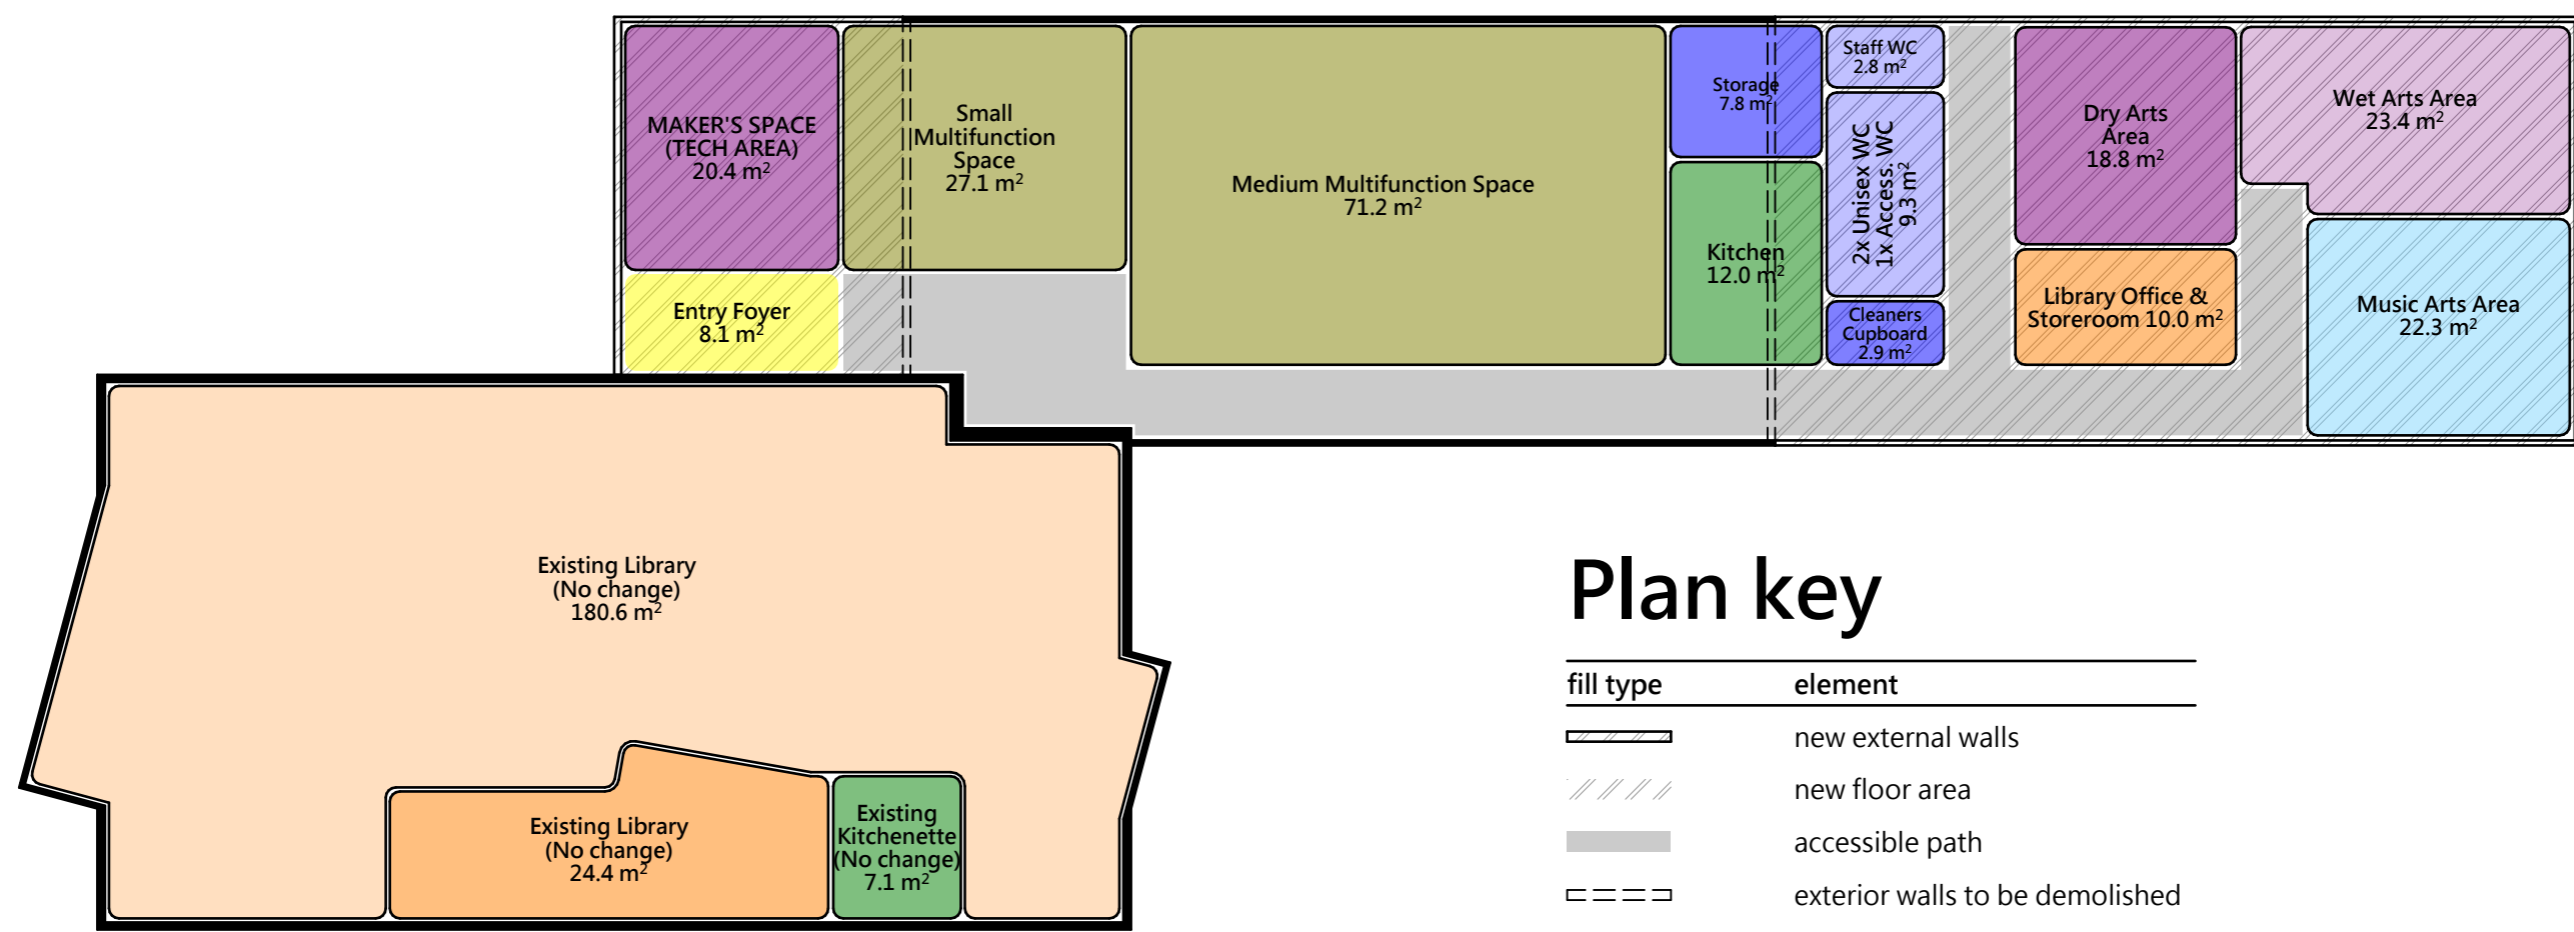 MAKER'S SPACE
(TECH AREA)
20.4 m²
Small
Multifunction
Space
27.1 m²
Medium Multifunction Space
71.2 m²
Storage
7.8 m²
Staff WC
2.8 m²
2x Unisex WC
1x Access. WC
9.3 m²
Dry Arts
Area
18.8 m²
Wet Arts Area
23.4 m²
Entry Foyer
8.1 m²
Kitchen
12.0 m²
Cleaners
Cupboard
2.9 m²
Library Office &
Storeroom 10.0 m²
Music Arts Area
22.3 m²
Existing Library
(No change)
180.6 m²
Existing Library
(No change)
24.4 m²
Existing
Kitchenette
(No change)
7.1 m²
Plan key
fill type element
new external walls
new floor area
accessible path
exterior walls to be demolished